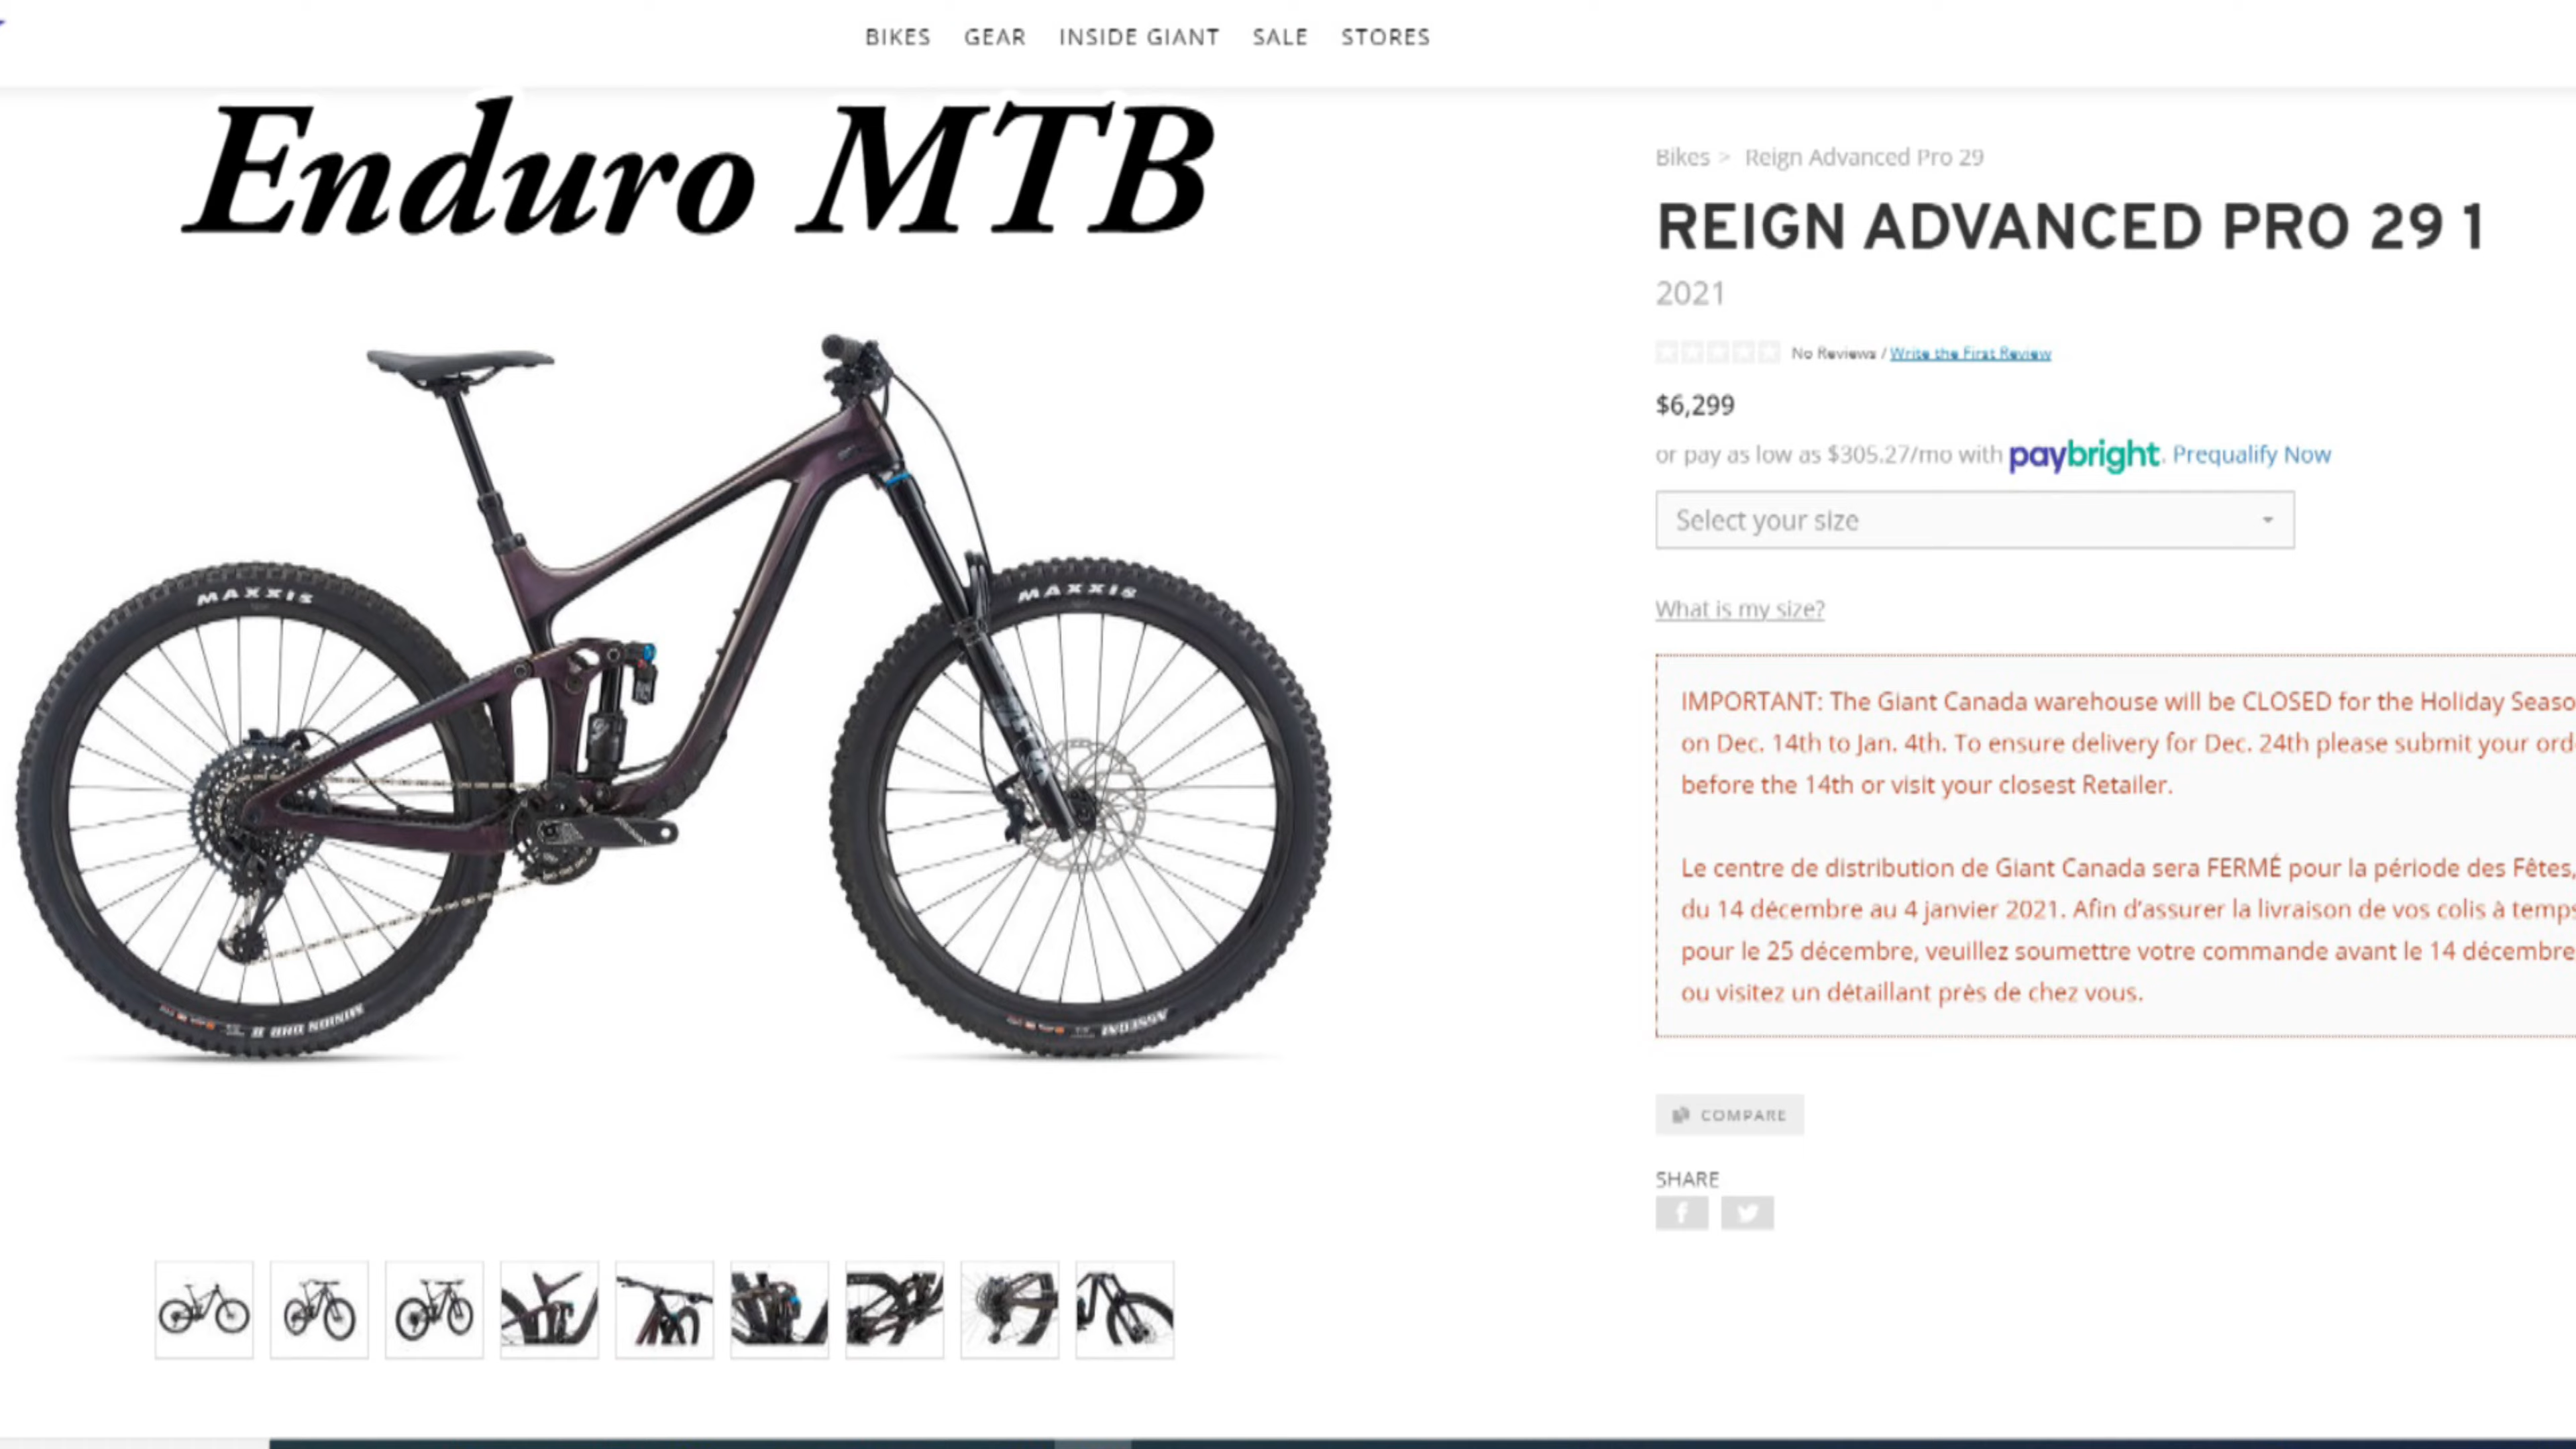 BIKES GEAR INSIDE GIANT SALE STORES
Enduro MTB
Bikes > Reign Advanced Pro 29
REIGN ADVANCED PRO 29 1
2021
No Reviews / Write the First Review
$6,299
or pay as low as $305.27/mo with paybright. Prequalify Now
Select your size
What is my size?
IMPORTANT: The Giant Canada warehouse will be CLOSED for the Holiday Seaso
on Dec. 14th to Jan. 4th. To ensure delivery for Dec. 24th please submit your ord
before the 14th or visit your closest Retailer.
Le centre de distribution de Giant Canada sera FERMÉ pour la période des Fêtes,
du 14 décembre au 4 janvier 2021. Afin d'assurer la livraison de vos colis à temps
pour le 25 décembre, veuillez soumettre votre commande avant le 14 décembre
ou visitez un détaillant près de chez vous.
COMPARE
SHARE
MAXXIS
MAXXIS
MINION DHR II
ASSEGAI